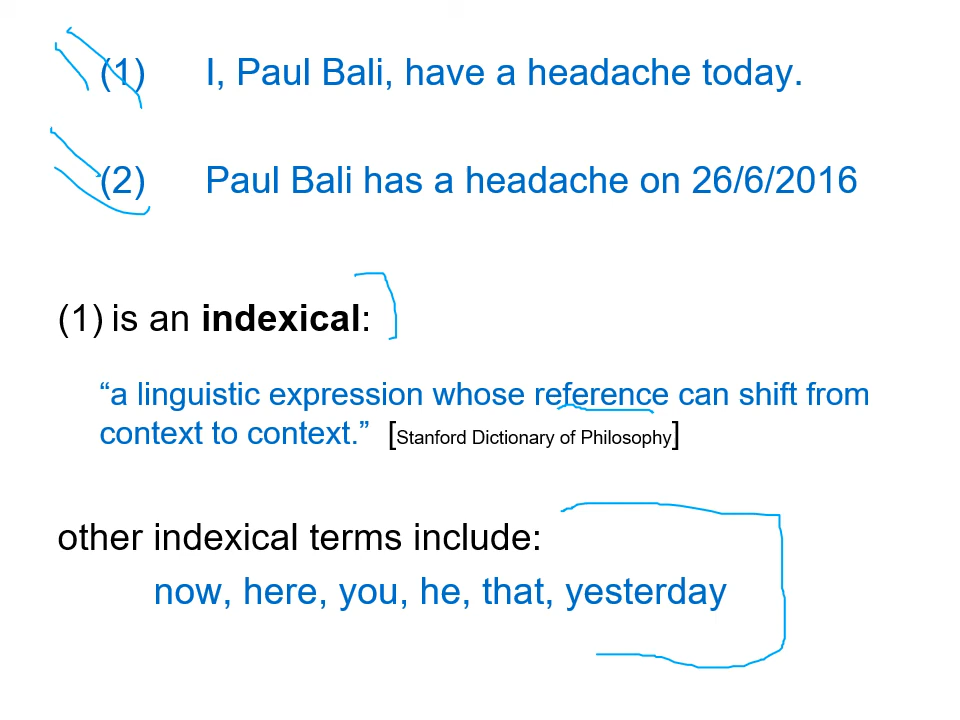 (1) I, Paul Bali, have a headache today.
(2) Paul Bali has a headache on 26/6/2016
(1) is an indexical:
“a linguistic expression whose reference can shift from
context to context.” [Stanford Dictionary of Philosophy]
other indexical terms include:
now, here, you, he, that, yesterday